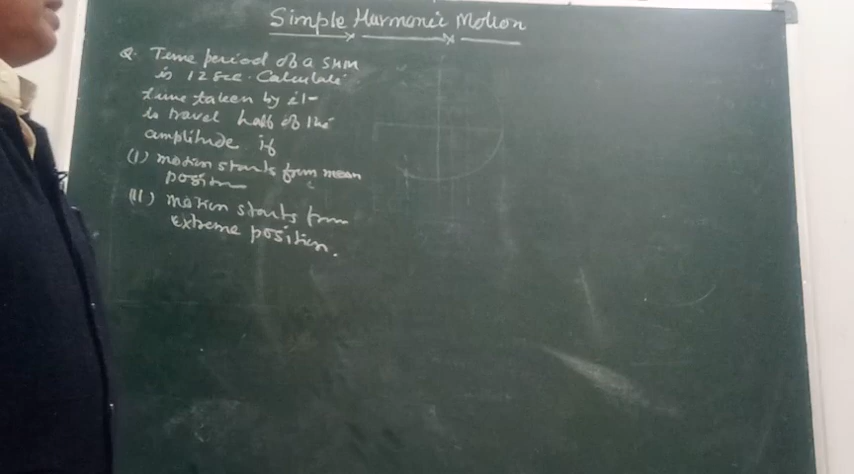 Simple Harmonic Motion
Q. Time period of a SHM
is 12 sec. Calculate
time taken by it
to travel half of the
amplitude if
(I) motion starts form mean
position
(II) motion starts from
extreme position.